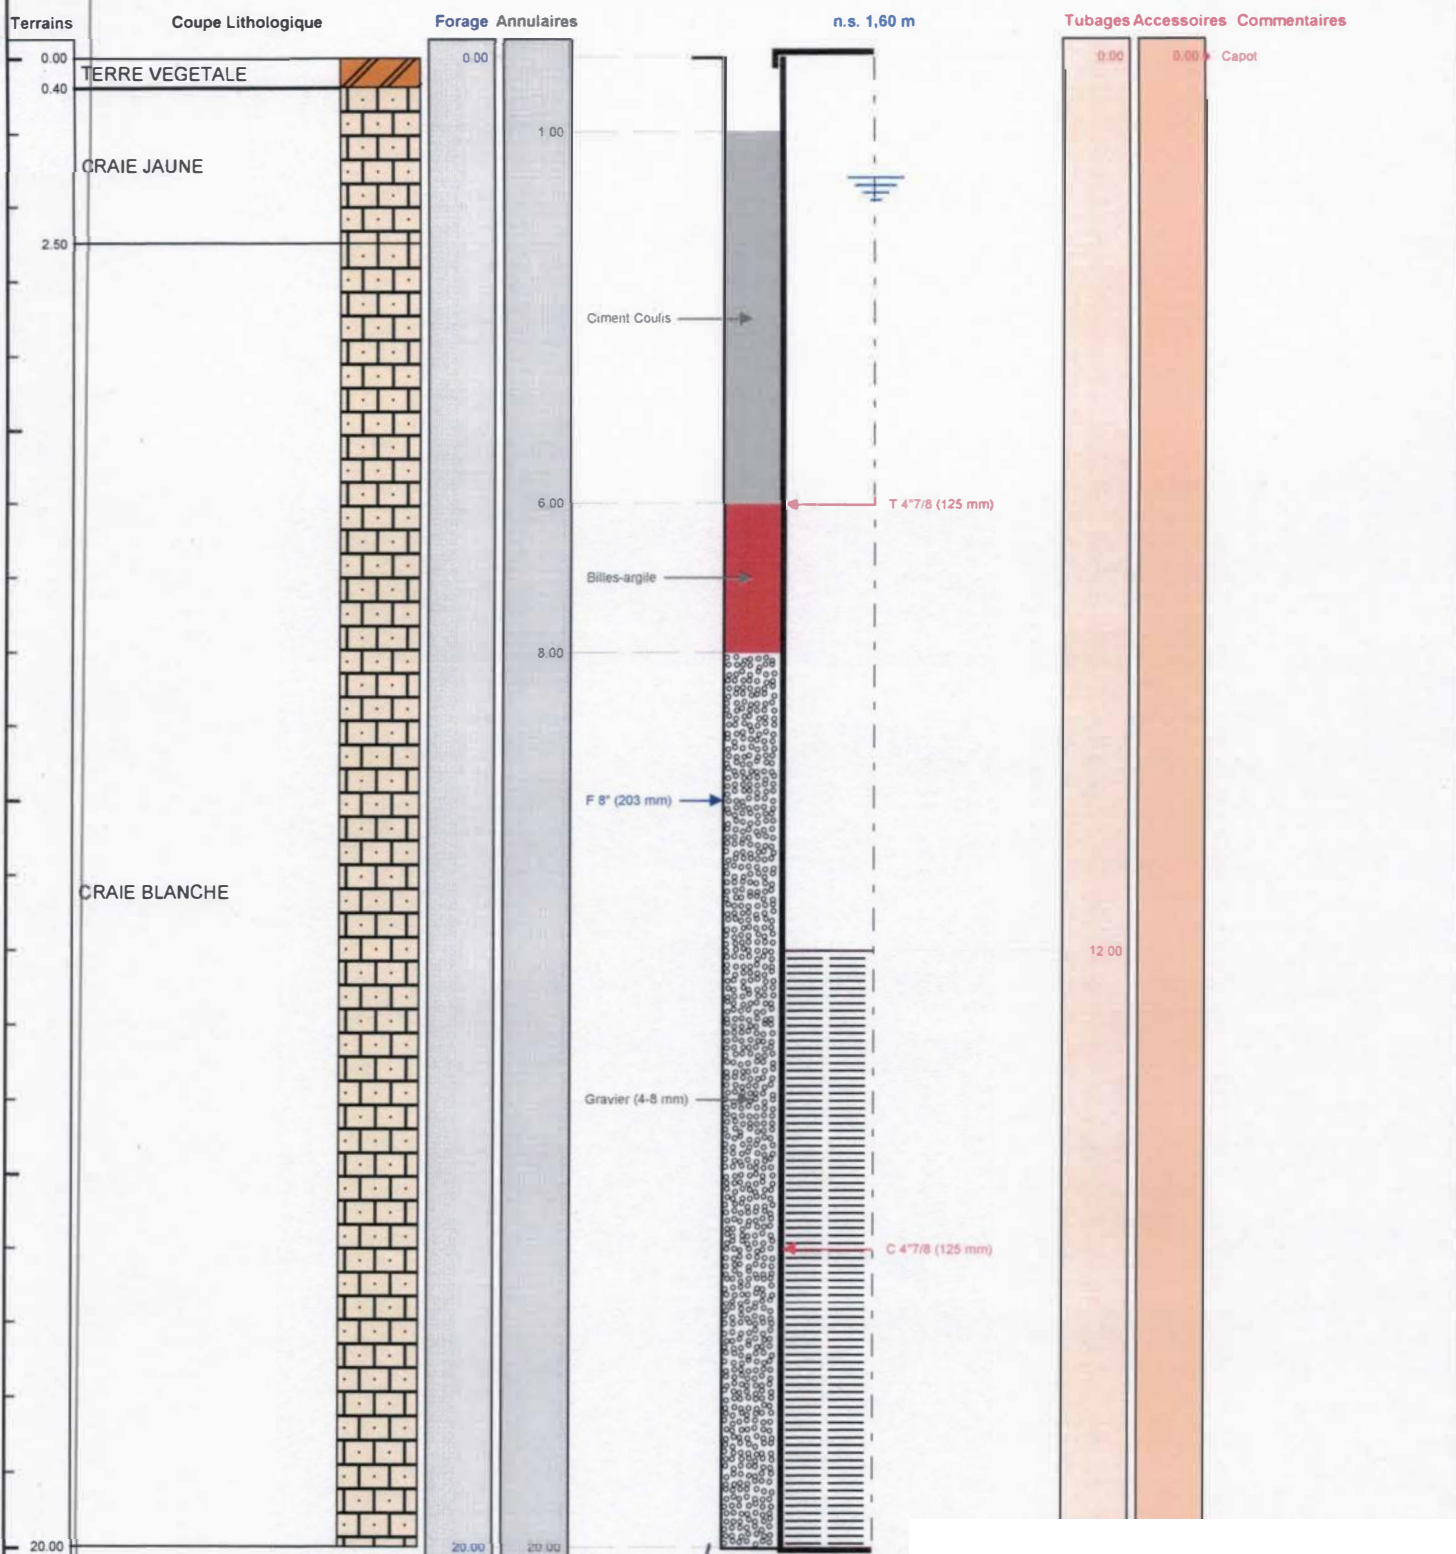 Terrains Coupe Lithologique Forage Annulaires n.s. 1,60 m Tubages Accessoires Commentaires
0.00 0.00 0.00 0.00 Capot
TERRE VEGETALE
0.40
1.00
CRAIE JAUNE
2.50
Ciment Coulis
6.00 T 4"7/8 (125 mm)
Billes-argile
8.00
F 8" (203 mm)
CRAIE BLANCHE
12.00
Gravier (4-8 mm)
C 4"7/8 (125 mm)
20.00 20.00 20.00